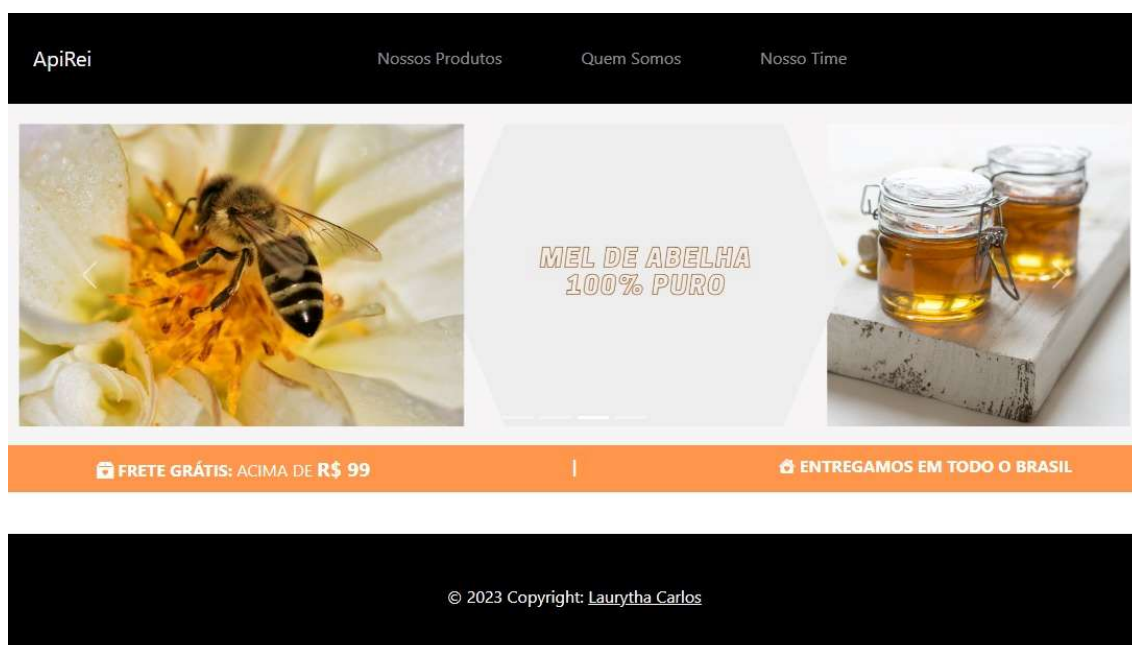 ApiRei
Nossos Produtos Quem Somos Nosso Time
MEL DE ABELHA
100% PURO
FRETE GRÁTIS: ACIMA DE R$ 99 | ENTREGAMOS EM TODO O BRASIL
© 2023 Copyright: Laurytha Carlos